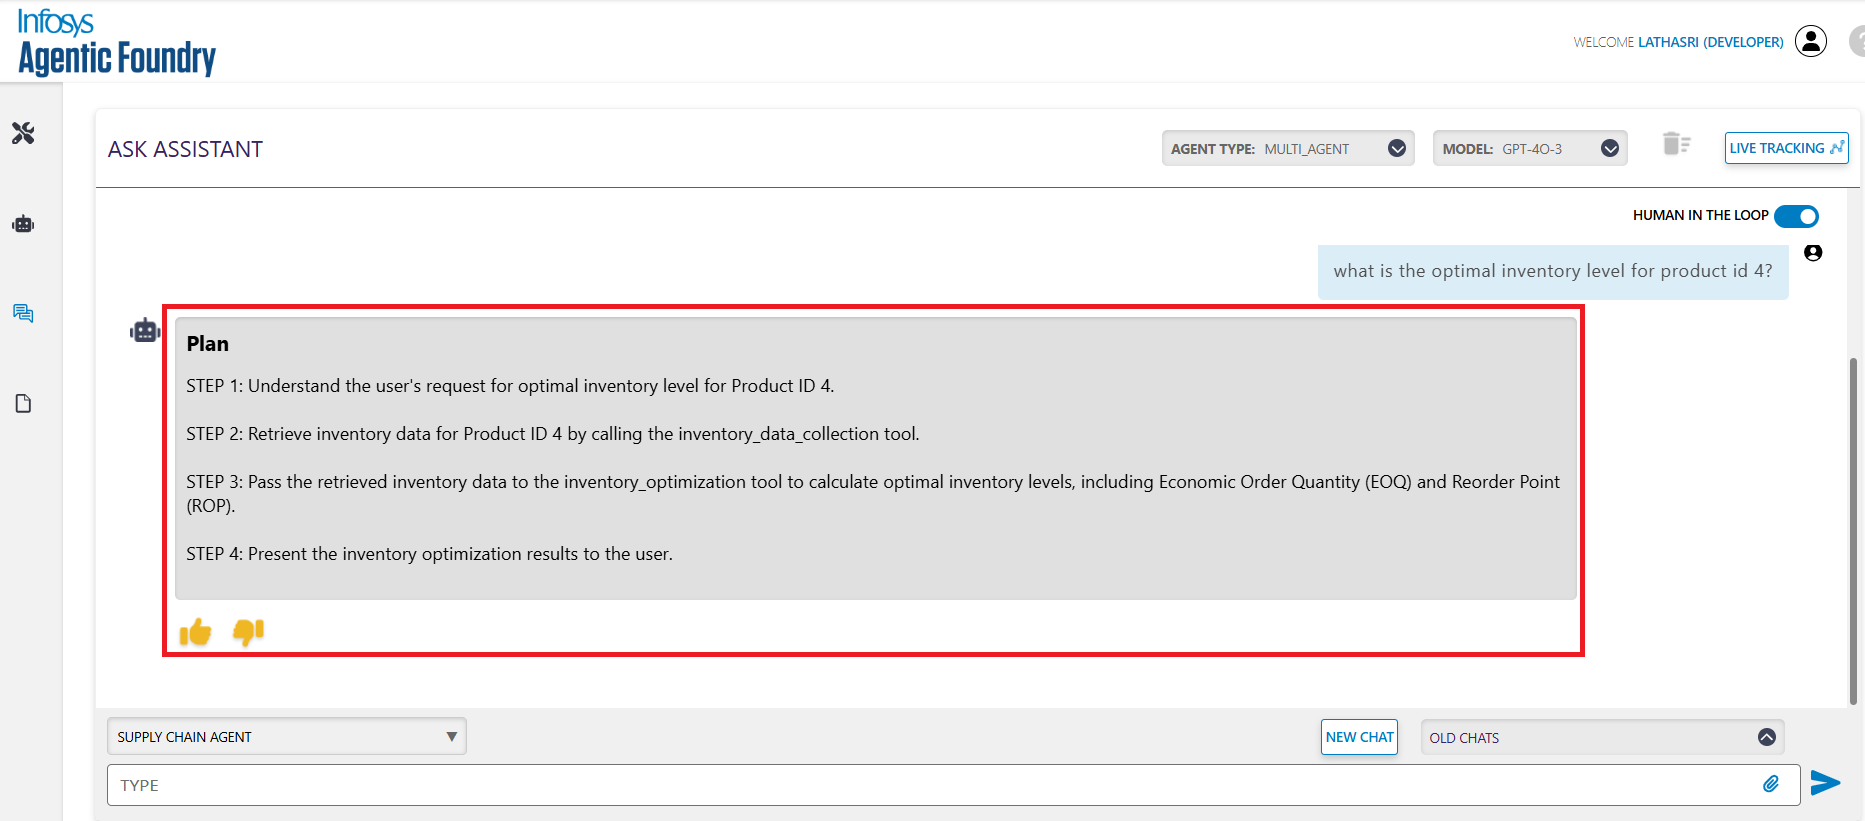 Infosys
Agentic Foundry
WELCOME LATHASRI (DEVELOPER)
?
ASK ASSISTANT
AGENT TYPE: MULTI_AGENT
MODEL: GPT-4O-3
LIVE TRACKING
HUMAN IN THE LOOP
what is the optimal inventory level for product id 4?
Plan
STEP 1: Understand the user's request for optimal inventory level for Product ID 4.
STEP 2: Retrieve inventory data for Product ID 4 by calling the inventory_data_collection tool.
STEP 3: Pass the retrieved inventory data to the inventory_optimization tool to calculate optimal inventory levels, including Economic Order Quantity (EOQ) and Reorder Point
(ROP).
STEP 4: Present the inventory optimization results to the user.
SUPPLY CHAIN AGENT
NEW CHAT
OLD CHATS
TYPE